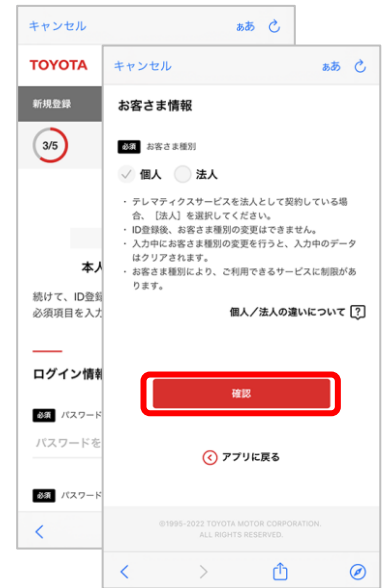 キャンセル
ぁあ
TOYOTA
新規登録
3/5
本人
続けて、ID登録
必須項目を入力
ログイン情報
必須 パスワード
パスワードを
必須 パスワード
キャンセル
ぁあ
お客さま情報
必須 お客さま種別
個人 法人
・ テレマティクスサービスを法人として契約している場
合、［法人］を選択してください。
・ ID登録後、お客さま種別の変更はできません。
・ 入力中にお客さま種別の変更を行うと、入力中のデータ
はクリアされます。
・ お客さま種別により、ご利用できるサービスに制限があ
ります。
個人／法人の違いについて ?
確認
アプリに戻る
©1995-2022 TOYOTA MOTOR CORPORATION.
ALL RIGHTS RESERVED.